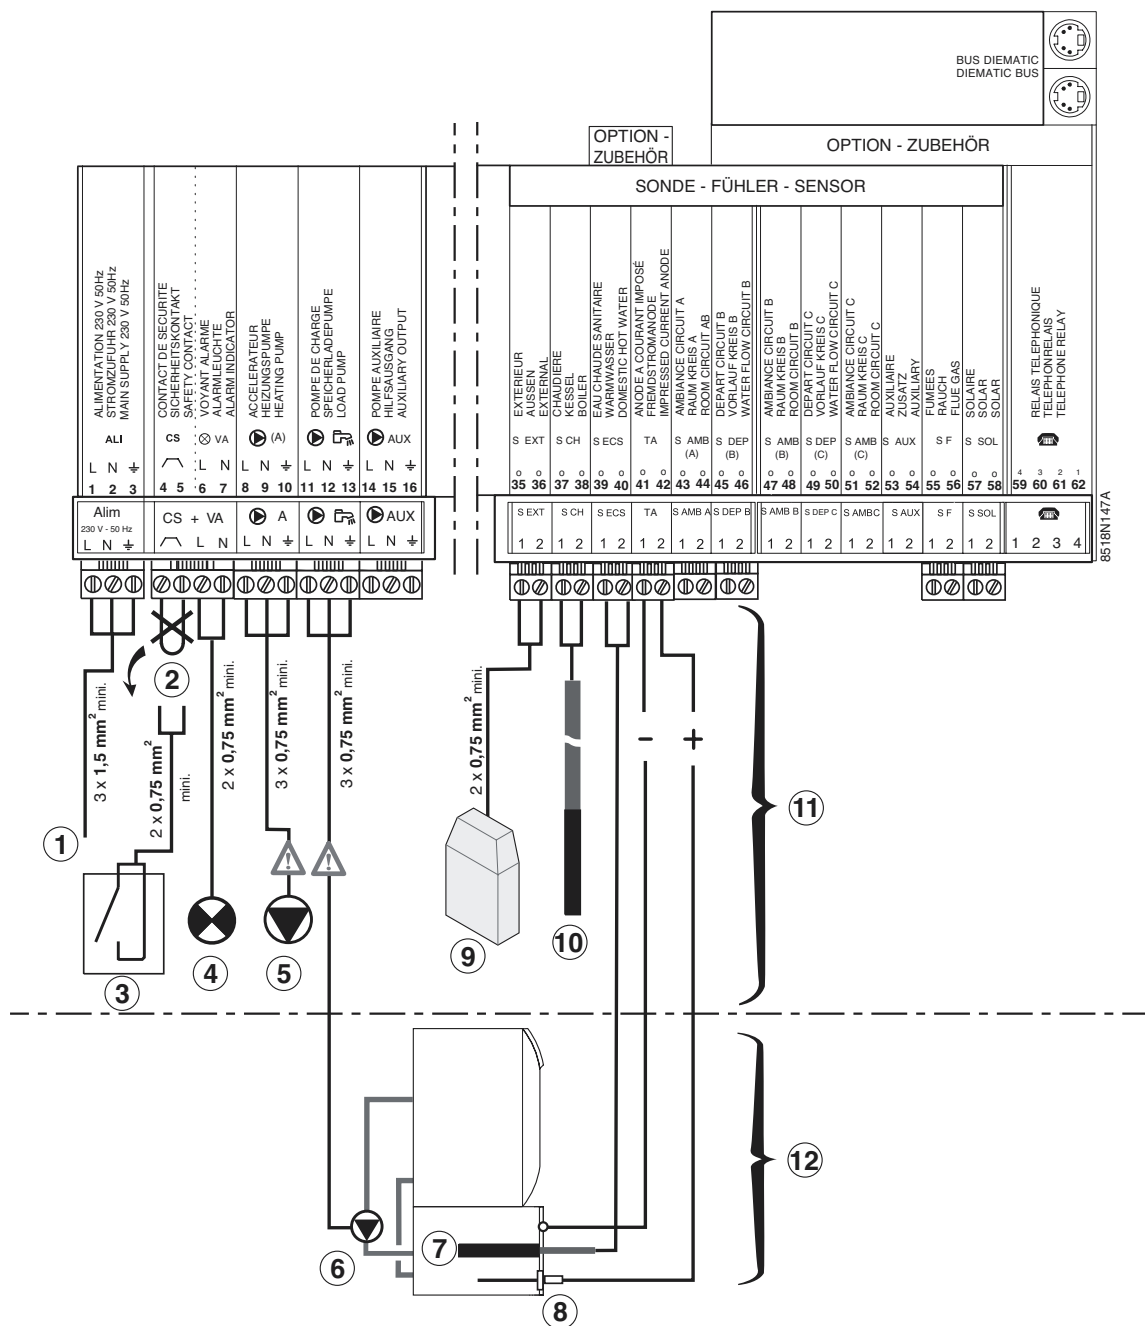 BUS DIEMATIC
DIEMATIC BUS
OPTION -
ZUBEHÖR
OPTION - ZUBEHÖR
SONDE - FÜHLER - SENSOR
ALIMENTATION 230 V 50Hz
STROMZUFUHR 230 V 50Hz
MAIN SUPPLY 230 V 50Hz
CONTACT DE SECURITE
SICHERHEITSKONTAKT
SAFETY CONTACT
VOYANT ALARME
ALARMLEUCHTE
ALARM INDICATOR
ACCELERATEUR
HEIZUNGSPUMPE
HEATING PUMP
POMPE DE CHARGE
SPEICHERLADEPUMPE
LOAD PUMP
POMPE AUXILIAIRE
HILFSAUSGANG
AUXILIARY OUTPUT
EXTERIEUR
AUSSEN
EXTERNAL
CHAUDIERE
KESSEL
BOILER
EAU CHAUDE SANITAIRE
WARMWASSER
DOMESTIC HOT WATER
ANODE A COURANT IMPOSÉ
FREMDSTROMANODE
IMPRESSED CURRENT ANODE
AMBIANCE CIRCUIT A
RAUM KREIS A
ROOM CIRCUIT AB
DEPART CIRCUIT B
VORLAUF KREIS B
WATER FLOW CIRCUIT B
AMBIANCE CIRCUIT B
RAUM KREIS B
ROOM CIRCUIT B
DEPART CIRCUIT C
VORLAUF KREIS C
WATER FLOW CIRCUIT C
AMBIANCE CIRCUIT C
RAUM KREIS C
ROOM CIRCUIT C
AUXILIAIRE
ZUSATZ
AUXILIARY
FUMEES
RAUCH
FLUE GAS
SOLAIRE
SOLAR
SOLAR
RELAIS TELEPHONIQUE
TELEPHONRELAIS
TELEPHONE RELAY
ALI CS VA (A) AUX S EXT S CH S ECS TA S AMB (A) S DEP (B) S AMB (B) S DEP (C) S AMB (C) S AUX S F S SOL
L N L N L N L N L N 4 3 2 1
1 2 3 4 5 6 7 8 9 10 11 12 13 14 15 16 35 36 37 38 39 40 41 42 43 44 45 46 47 48 49 50 51 52 53 54 55 56 57 58 59 60 61 62
Alim CS + VA A AUX S EXT S CH S ECS TA S AMB A S DEP B S AMB B S DEP C S AMBC S AUX S F S SOL
230 V - 50 Hz
L N L N L N L N L N 1 2 1 2 1 2 1 2 1 2 1 2 1 2 1 2 1 2 1 2 1 2 1 2 1 2 3 4
8518N147A
3 x 1,5 mm² mini.
2 x 0,75 mm² mini.
2 x 0,75 mm² mini.
3 x 0,75 mm² mini.
3 x 0,75 mm² mini.
2 x 0,75 mm² mini.
- +
1
2
3
4
5
9
10
11
6
7
8
12